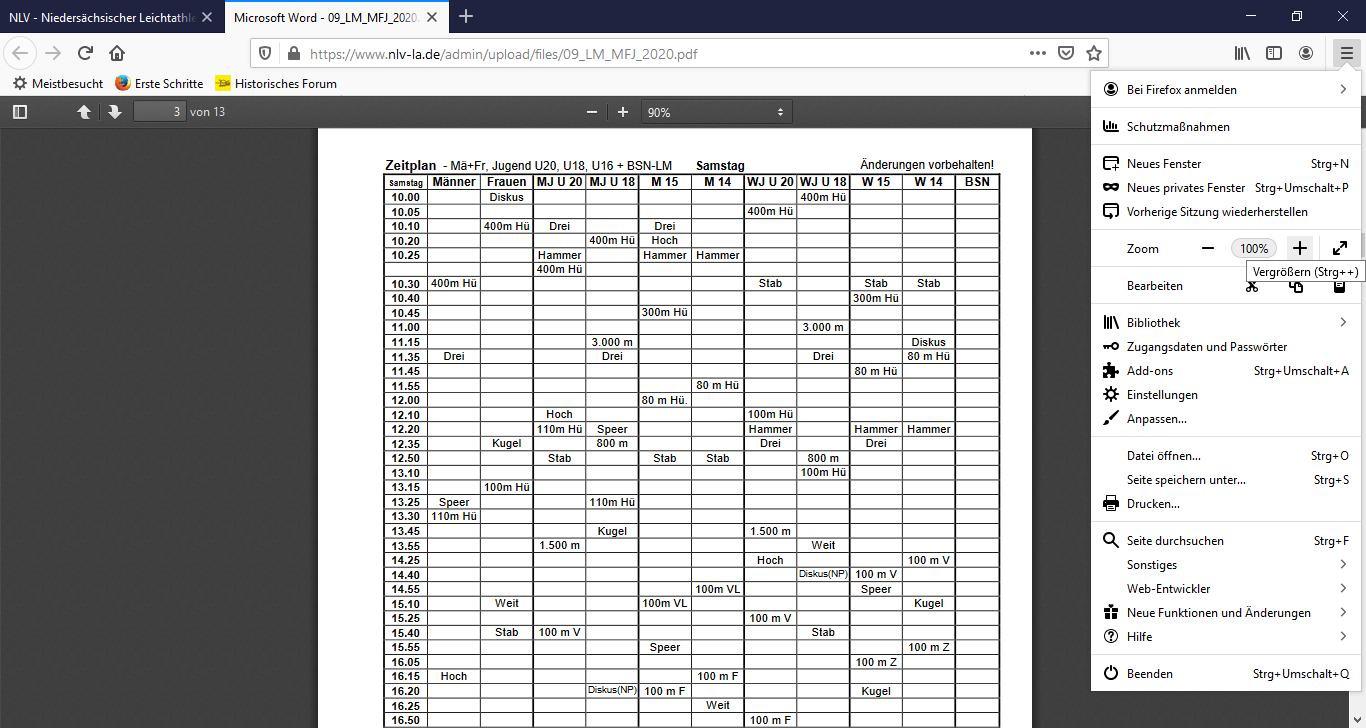 NLV - Niedersächsischer Leichtathle
Microsoft Word - 09_LM_MFJ_2020.
https://www.nlv-la.de/admin/upload/files/09_LM_MFJ_2020.pdf
Meistbesucht Erste Schritte Historisches Forum
3 von 13 90%
Zeitplan - Mä+Fr, Jugend U20, U18, U16 + BSN-LM Samstag Änderungen vorbehalten!
Samstag Männer Frauen MJ U 20 MJ U 18 M 15 M 14 WJ U 20 WJ U 18 W 15 W 14 BSN
10.00 Diskus 400m Hü
10.05 400m Hü
10.10 400m Hü Drei Drei
10.20 400m Hü Hoch
10.25 Hammer Hammer Hammer
400m Hü
10.30 400m Hü Stab Stab Stab
10.40 300m Hü
10.45 300m Hü
11.00 3.000 m
11.15 3.000 m Diskus
11.35 Drei Drei Drei 80 m Hü
11.45 80 m Hü
11.55 80 m Hü
12.00 80 m Hü.
12.10 Hoch 100m Hü
12.20 110m Hü Speer Hammer Hammer Hammer
12.35 Kugel 800 m Drei Drei
12.50 Stab Stab Stab 800 m
13.10 100m Hü
13.15 100m Hü
13.25 Speer 110m Hü
13.30 110m Hü
13.45 Kugel 1.500 m
13.55 1.500 m Weit
14.25 Hoch 100 m V
14.40 Diskus(NP) 100 m V
14.55 100m VL Speer
15.10 Weit 100m VL Kugel
15.25 100 m V
15.40 Stab 100 m V Stab
15.55 Speer 100 m Z
16.05 100 m Z
16.15 Hoch 100 m F
16.20 Diskus(NP) 100 m F Kugel
16.25 Weit
16.50 100 m F
Bei Firefox anmelden
Schutzmaßnahmen
Neues Fenster Strg+N
Neues privates Fenster Strg+Umschalt+P
Vorherige Sitzung wiederherstellen
Zoom 100%
Vergrößern (Strg++)
Bearbeiten
Bibliothek
Zugangsdaten und Passwörter
Add-ons Strg+Umschalt+A
Einstellungen
Anpassen...
Datei öffnen... Strg+O
Seite speichern unter... Strg+S
Drucken...
Seite durchsuchen Strg+F
Sonstiges
Web-Entwickler
Neue Funktionen und Änderungen
Hilfe
Beenden Strg+Umschalt+Q